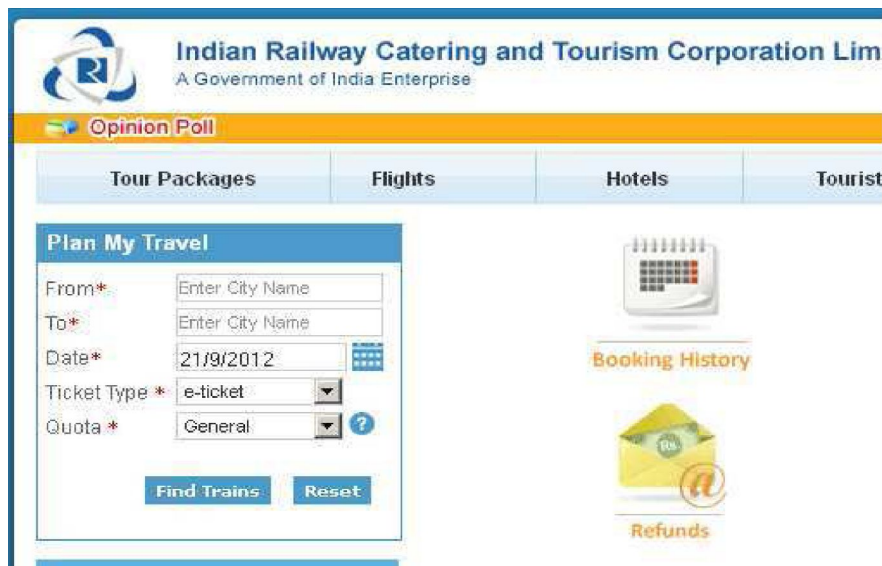 Indian Railway Catering and Tourism Corporation Lim
A Government of India Enterprise
Opinion Poll
Tour Packages Flights Hotels Tourist
Plan My Travel
From* Enter City Name
To* Enter City Name
Date* 21/9/2012
Ticket Type * e-ticket
Quota * General ?
Find Trains Reset
Booking History
Rs.
@
Refunds